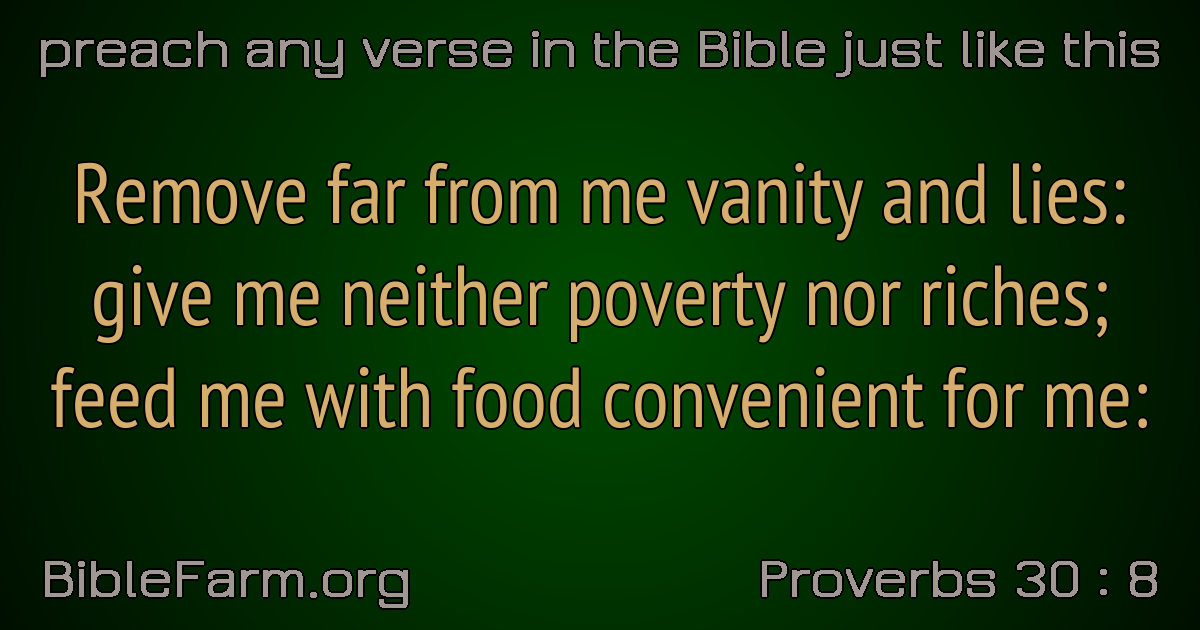 preach any verse in the Bible just like this
Remove far from me vanity and lies:
give me neither poverty nor riches;
feed me with food convenient for me:
BibleFarm.org
Proverbs 30 : 8